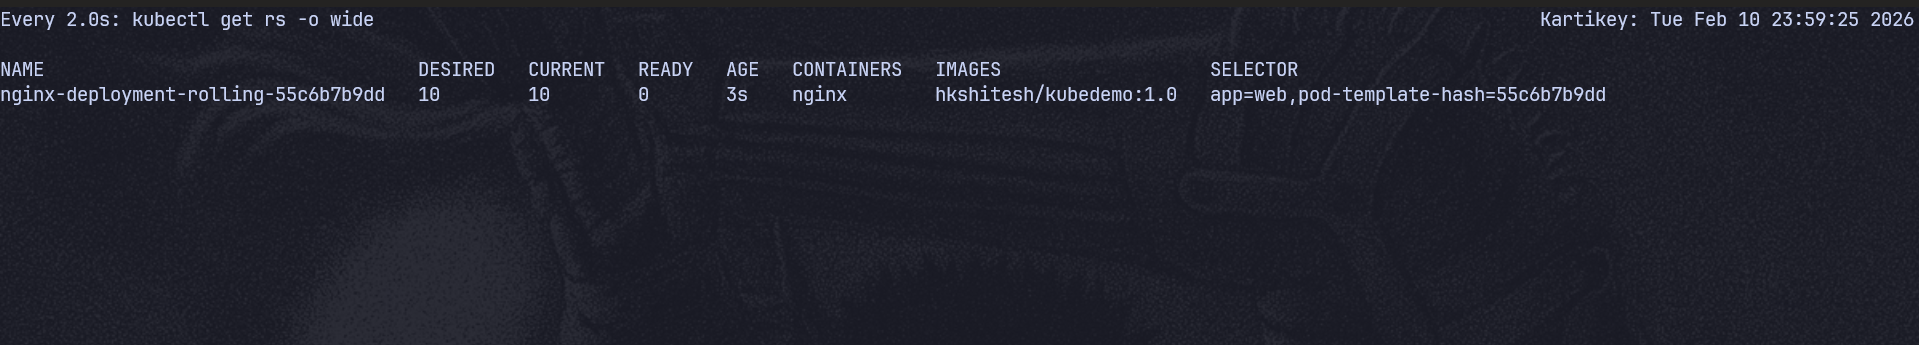 Every 2.0s: kubectl get rs -o wide Kartikey: Tue Feb 10 23:59:25 2026
NAME DESIRED CURRENT READY AGE CONTAINERS IMAGES SELECTOR
nginx-deployment-rolling-55c6b7b9dd 10 10 0 3s nginx hkshitesh/kubedemo:1.0 app=web,pod-template-hash=55c6b7b9dd